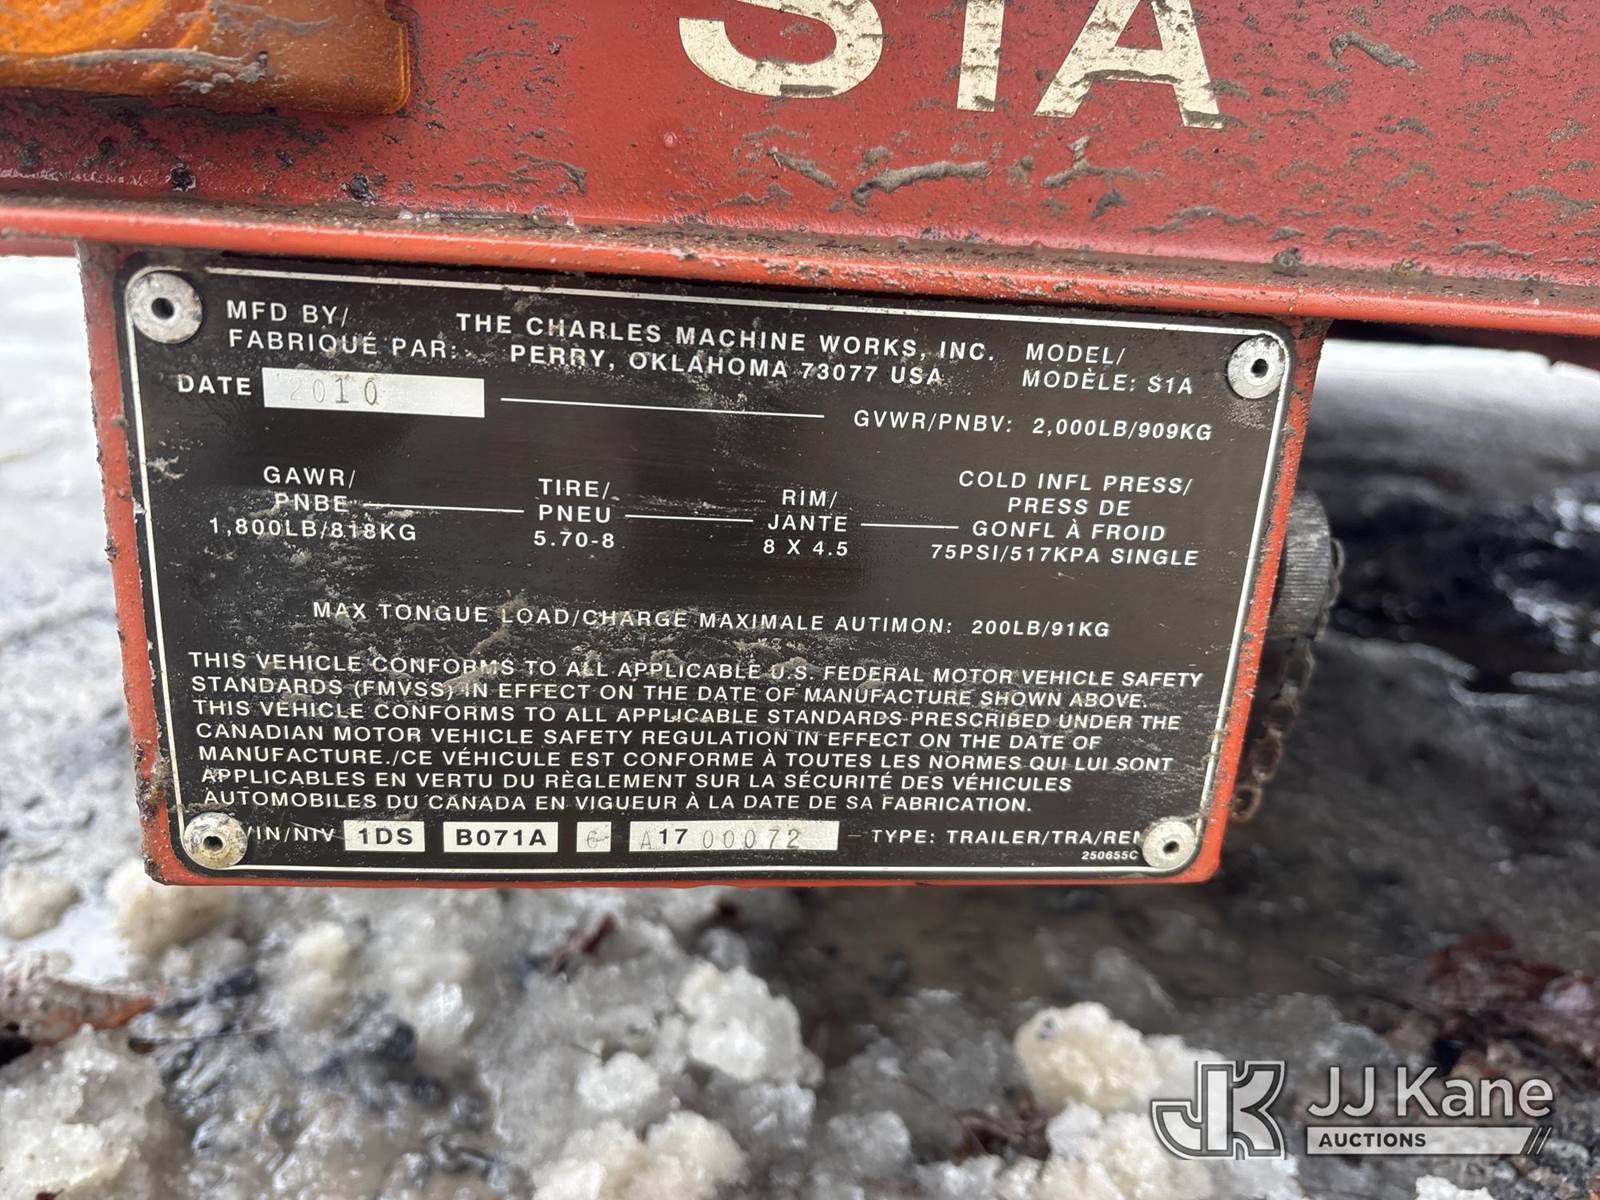 S1A
MFD BY/
FABRIQUÉ PAR:
THE CHARLES MACHINE WORKS, INC.
PERRY, OKLAHOMA 73077 USA
MODEL/
MODÈLE: S1A
DATE 2010
GVWR/PNBV: 2,000LB/909KG
GAWR/
PNBE
1,800LB/818KG
TIRE/
PNEU
5.70-8
RIM/
JANTE
8 X 4.5
COLD INFL PRESS/
PRESS DE
GONFL À FROID
75PSI/517KPA SINGLE
MAX TONGUE LOAD/CHARGE MAXIMALE AUTIMON: 200LB/91KG
THIS VEHICLE CONFORMS TO ALL APPLICABLE U.S. FEDERAL MOTOR VEHICLE SAFETY
STANDARDS (FMVSS) IN EFFECT ON THE DATE OF MANUFACTURE SHOWN ABOVE.
THIS VEHICLE CONFORMS TO ALL APPLICABLE STANDARDS PRESCRIBED UNDER THE
CANADIAN MOTOR VEHICLE SAFETY REGULATION IN EFFECT ON THE DATE OF
MANUFACTURE./CE VÉHICULE EST CONFORME À TOUTES LES NORMES QUI LUI SONT
APPLICABLES EN VERTU DU RÈGLEMENT SUR LA SÉCURITÉ DES VÉHICULES
AUTOMOBILES DU CANADA EN VIGUEUR À LA DATE DE SA FABRICATION.
VIN/NIV 1DS B071A 6 A17 00072 TYPE: TRAILER/TRA/REM
250655C
JK JJ Kane
AUCTIONS